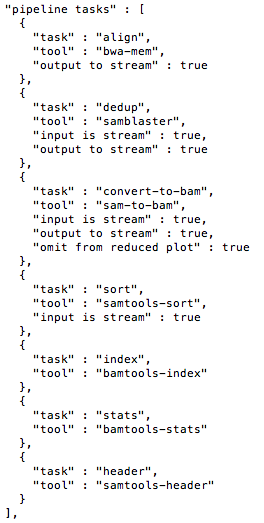 "pipeline tasks" : [
  {
    "task" : "align",
    "tool" : "bwa-mem",
    "output to stream" : true
  },
  {
    "task" : "dedup",
    "tool" : "samblaster",
    "input is stream" : true,
    "output to stream" : true
  },
  {
    "task" : "convert-to-bam",
    "tool" : "sam-to-bam",
    "input is stream" : true,
    "output to stream" : true,
    "omit from reduced plot" : true
  },
  {
    "task" : "sort",
    "tool" : "samtools-sort",
    "input is stream" : true
  },
  {
    "task" : "index",
    "tool" : "bamtools-index"
  },
  {
    "task" : "stats",
    "tool" : "bamtools-stats"
  },
  {
    "task" : "header",
    "tool" : "samtools-header"
  }
],